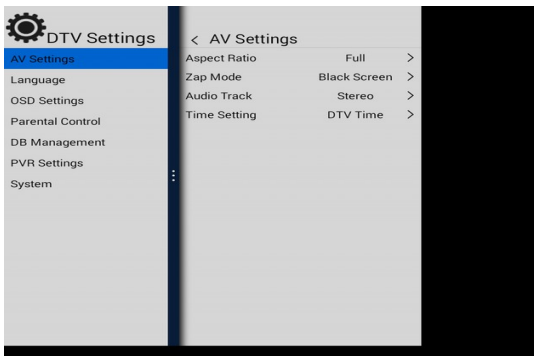 DTV Settings
AV Settings
Language
OSD Settings
Parental Control
DB Management
PVR Settings
System
< AV Settings
Aspect Ratio Full >
Zap Mode Black Screen >
Audio Track Stereo >
Time Setting DTV Time >